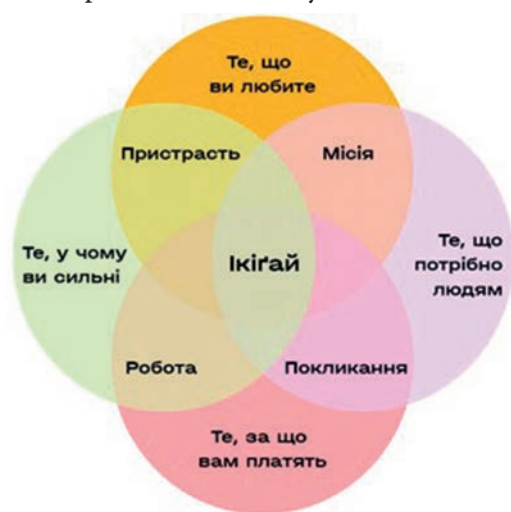 Те, що
ви любите
Пристрасть
Місія
Те, у чому
ви сильні
Ікіґай
Те, що
потрібно
людям
Робота
Покликання
Те, за що
вам платять